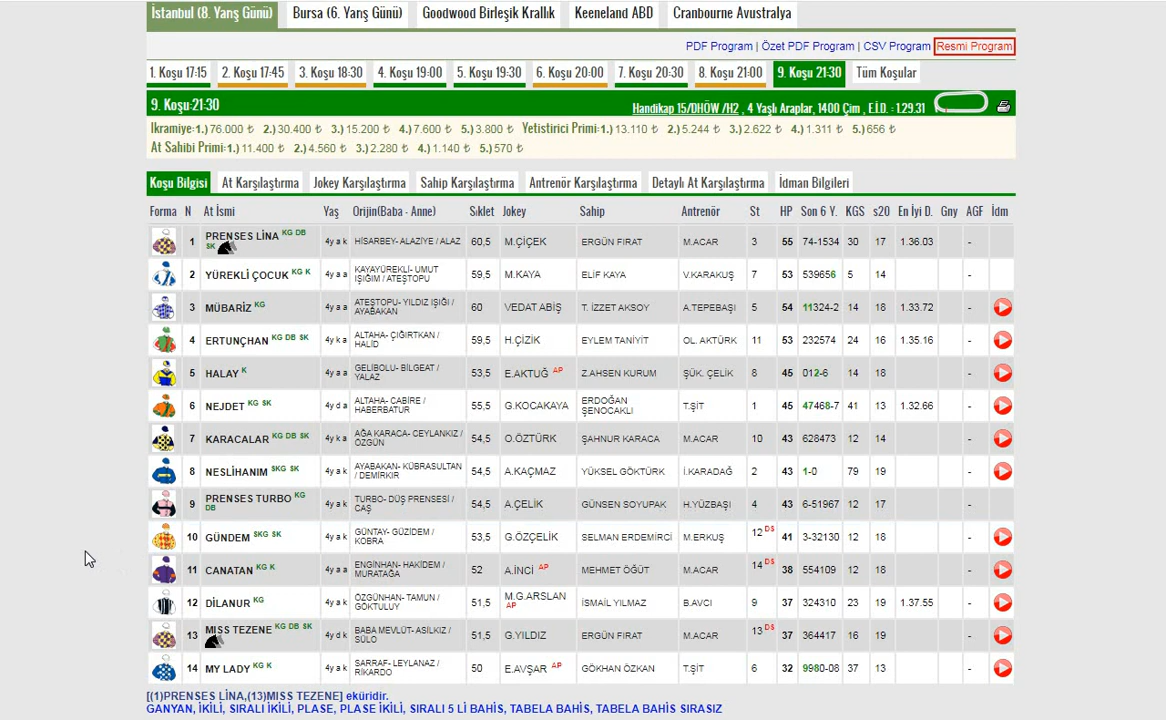 İstanbul (8. Yarış Günü) Bursa (6. Yarış Günü) Goodwood Birleşik Krallık Keeneland ABD Cranbourne Avustralya
PDF Program | Özet PDF Program | CSV Program Resmi Program
1. Koşu 17:15 2. Koşu 17:45 3. Koşu 18:30 4. Koşu 19:00 5. Koşu 19:30 6. Koşu 20:00 7. Koşu 20:30 8. Koşu 21:00 9. Koşu 21:30 Tüm Koşular
9. Koşu:21:30 Handikap 15/DHÖW /H2 , 4 Yaşlı Araplar, 1400 Çim , E.İ.D. : 1.29.31
İkramiye:1.) 76.000 ₺ 2.) 30.400 ₺ 3.) 15.200 ₺ 4.) 7.600 ₺ 5.) 3.800 ₺ Yetistirici Primi:1.) 13.110 ₺ 2.) 5.244 ₺ 3.) 2.622 ₺ 4.) 1.311 ₺ 5.) 656 ₺
At Sahibi Primi:1.) 11.400 ₺ 2.) 4.560 ₺ 3.) 2.280 ₺ 4.) 1.140 ₺ 5.) 570 ₺
Koşu Bilgisi At Karşılaştırma Jokey Karşılaştırma Sahip Karşılaştırma Antrenör Karşılaştırma Detaylı At Karşılaştırma İdman Bilgileri
Forma N At İsmi Yaş Orijin(Baba - Anne) Sıklet Jokey Sahip Antrenör St HP Son 6 Y. KGS s20 En İyi D. Gny AGF İdm
1 PRENSES LİNA KG DB SK 4y a k HİSARBEY- ALAZİYE / ALAZ 60,5 M.ÇİÇEK ERGÜN FIRAT M.ACAR 3 55 74-1534 30 17 1.36.03 -
2 YÜREKLİ ÇOCUK KG K 4y a a KAYAYÜREKLİ- UMUT IŞIĞIM / ATEŞTOPU 59,5 M.KAYA ELİF KAYA V.KARAKUŞ 7 53 539656 5 14 -
3 MÜBARİZ KG 4y a a ATEŞTOPU- YILDIZ IŞIĞI / AYABAKAN 60 VEDAT ABİŞ T. İZZET AKSOY A.TEPEBAŞI 5 54 11324-2 14 18 1.33.72 -
4 ERTUNÇHAN KG DB SK 4y k a ALTAHA- ÇIĞIRTKAN / HALİD 59,5 H.ÇİZİK EYLEM TANİYİT OL. AKTÜRK 11 53 232574 24 16 1.35.16 -
5 HALAY K 4y a a GELİBOLU- BİLGEAT / YALAZ 53,5 E.AKTUĞ AP Z.AHSEN KURUM ŞÜK. ÇELİK 8 45 012-6 14 18 -
6 NEJDET KG SK 4y d a ALTAHA- CABİRE / HABERBATUR 55,5 G.KOCAKAYA ERDOĞAN ŞENOCAKLI T.ŞİT 1 45 47468-7 41 13 1.32.66 -
7 KARACALAR KG DB SK 4y k a AĞA KARACA- CEYLANKIZ / ÖZGÜN 54,5 O.ÖZTÜRK ŞAHNUR KARACA M.ACAR 10 43 628473 12 14 -
8 NESLİHANIM SKG SK 4y a k AYABAKAN- KÜBRASULTAN / DEMİRKIR 54,5 A.KAÇMAZ YÜKSEL GÖKTÜRK İ.KARADAĞ 2 43 1-0 79 19 -
9 PRENSES TURBO KG DB 4y a k TURBO- DÜŞ PRENSESİ / CAŞ 54,5 A.ÇELİK GÜNSEN SOYUPAK H.YÜZBAŞI 4 43 6-51967 12 17 -
10 GÜNDEM SKG SK 4y a k GÜNTAY- GÜZİDEM / KOBRA 53,5 G.ÖZÇELİK SELMAN ERDEMİRCİ M.ERKUŞ 12 DS 41 3-32130 12 18 -
11 CANATAN KG K 4y a a ENGİNHAN- HAKİDEM / MURATAĞA 52 A.İNCİ AP MEHMET ÖĞÜT M.ACAR 14 DS 38 554109 12 18 -
12 DİLANUR KG 4y a k ÖZGÜNHAN- TAMUN / GÖKTULUY 51,5 M.G.ARSLAN AP İSMAİL YILMAZ B.AVCI 9 37 324310 23 19 1.37.55 -
13 MISS TEZENE KG DB SK 4y d k BABA MEVLÜT- ASİLKIZ / SÜLO 51,5 G.YILDIZ ERGÜN FIRAT M.ACAR 13 DS 37 364417 16 19 -
14 MY LADY KG K 4y a k SARRAF- LEYLANAZ / RİKARDO 50 E.AVŞAR AP GÖKHAN ÖZKAN T.ŞİT 6 32 9980-08 37 13 -
[(1)PRENSES LİNA,(13)MISS TEZENE] eküridir.
GANYAN, İKİLİ, SIRALI İKİLİ, PLASE, PLASE İKİLİ, SIRALI 5 Lİ BAHİS, TABELA BAHİS, TABELA BAHİS SIRASIZ